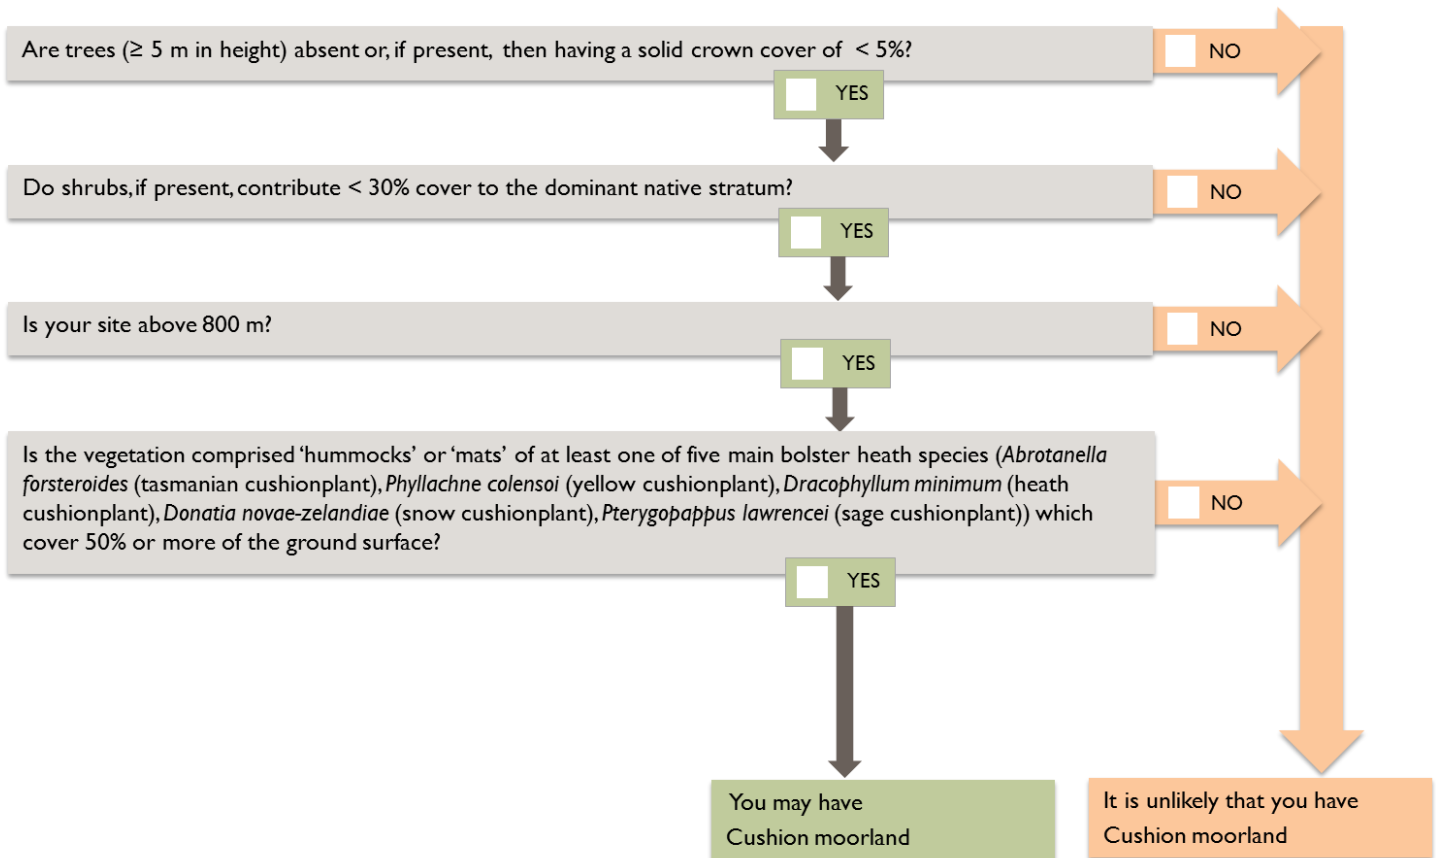 Are trees (≥ 5 m in height) absent or, if present, then having a solid crown cover of < 5%?
NO
YES
Do shrubs, if present, contribute < 30% cover to the dominant native stratum?
NO
YES
Is your site above 800 m?
NO
YES
Is the vegetation comprised ‘hummocks’ or ‘mats’ of at least one of five main bolster heath species (Abrotanella
forsteroides (tasmanian cushionplant), Phyllachne colensoi (yellow cushionplant), Dracophyllum minimum (heath
cushionplant), Donatia novae-zelandiae (snow cushionplant), Pterygopappus lawrencei (sage cushionplant)) which
cover 50% or more of the ground surface?
NO
YES
You may have
Cushion moorland
It is unlikely that you have
Cushion moorland